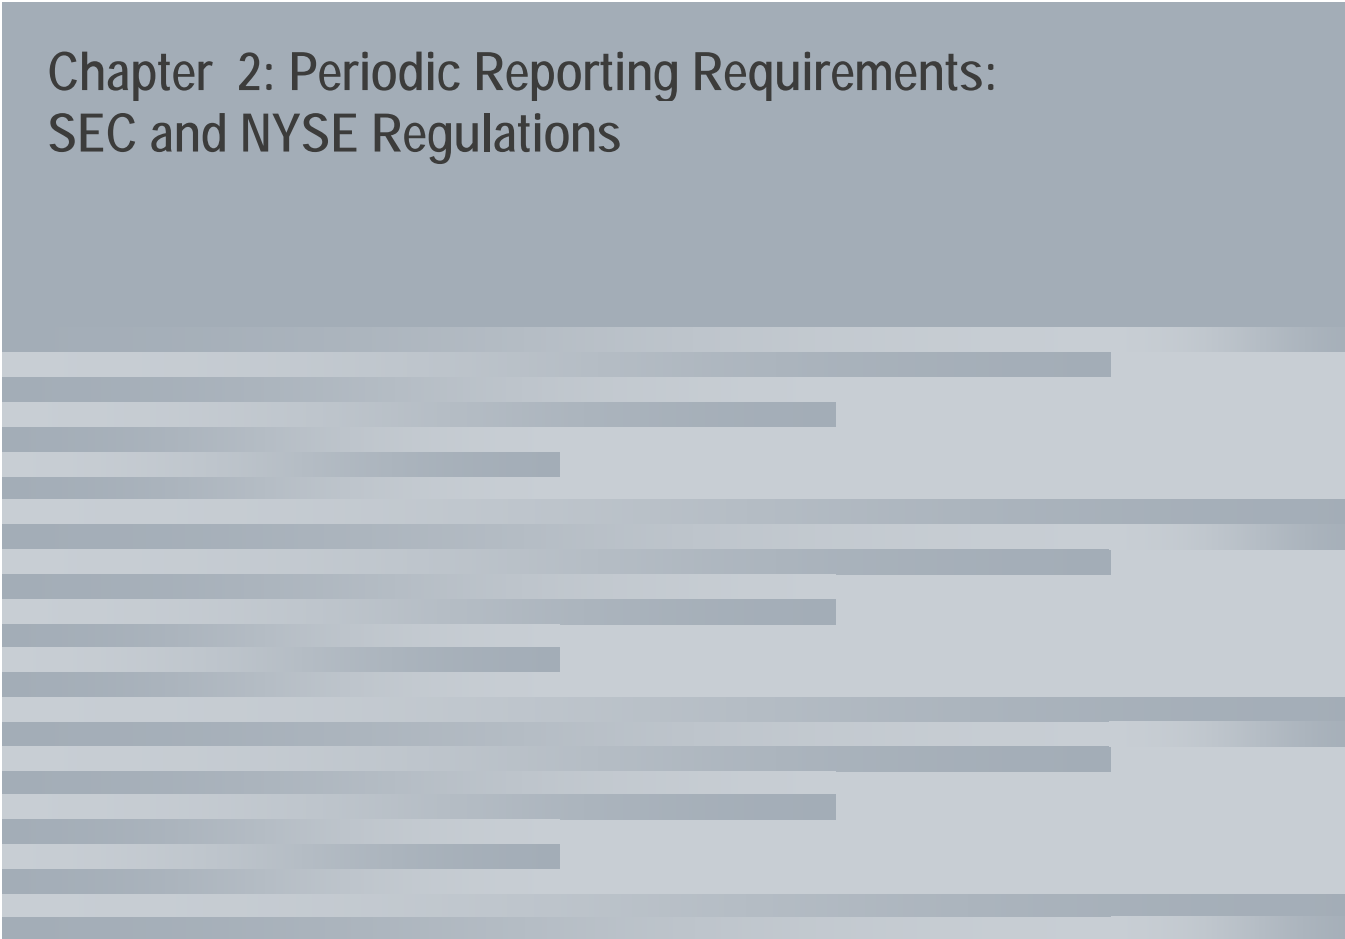 Chapter 2: Periodic Reporting Requirements:
SEC and NYSE Regulations